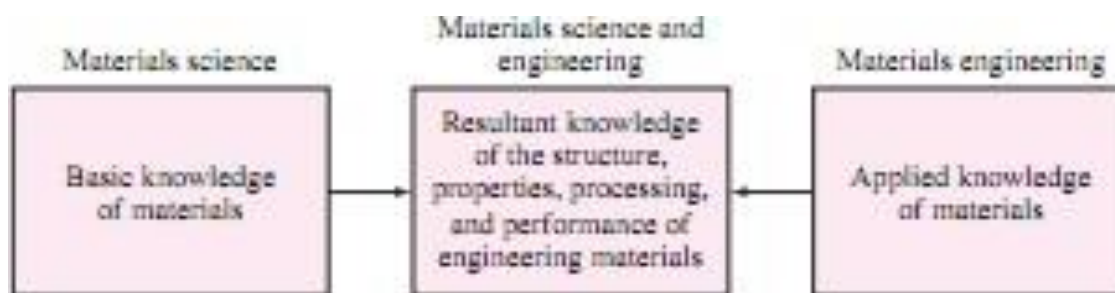 Materials science
Basic knowledge
of materials
Materials science and
engineering
Resultant knowledge
of the structure,
properties, processing,
and performance of
engineering materials
Materials engineering
Applied knowledge
of materials